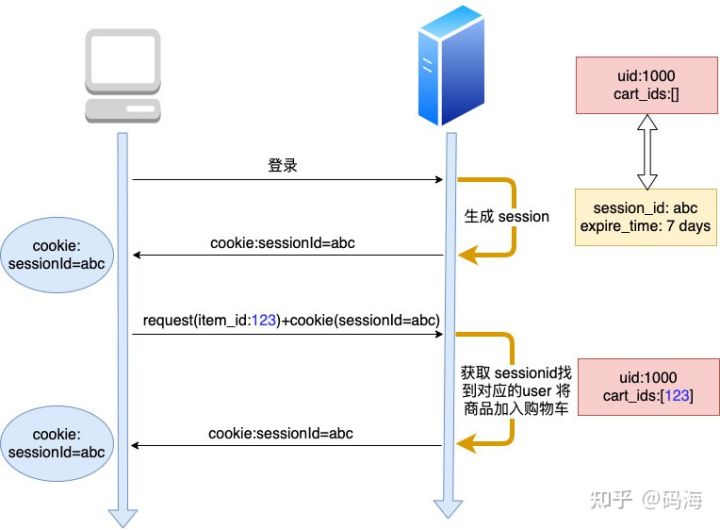 uid:1000
cart_ids:[]
登录
生成 session
session_id: abc
expire_time: 7 days
cookie:
sessionId=abc
cookie:sessionId=abc
request(item_id:123)+cookie(sessionId=abc)
获取 sessionid找
到对应的user 将
商品加入购物车
uid:1000
cart_ids:[123]
cookie:
sessionId=abc
cookie:sessionId=abc
知乎 @码海